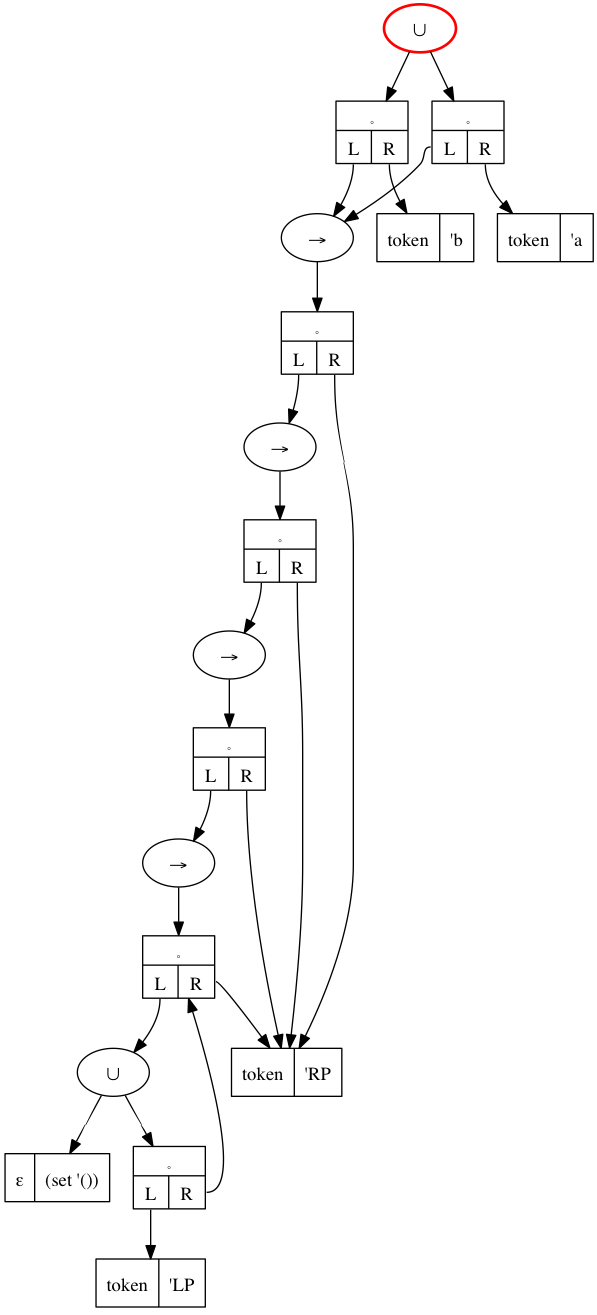 ∪
∘ ∘
L R L R
→ token 'b token 'a
∘
L R
→
∘
L R
→
∘
L R
→
∘
L R
∪ token 'RP
∘
ε (set '()) L R
token 'LP